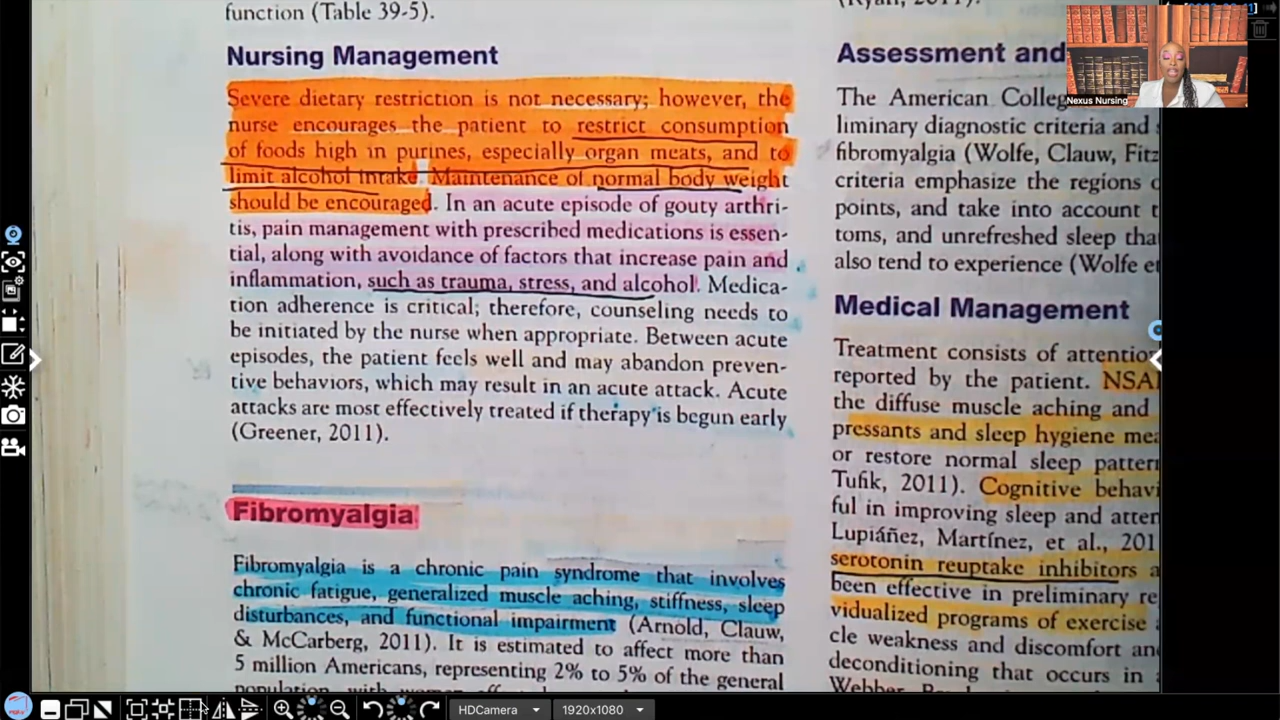 function (Table 39-5).
Nursing Management
Severe dietary restriction is not necessary; however, the
nurse encourages the patient to restrict consumption
of foods high in purines, especially organ meats, and to
limit alcohol intake. Maintenance of normal body weight
should be encouraged. In an acute episode of gouty arthri-
tis, pain management with prescribed medications is essen-
tial, along with avoidance of factors that increase pain and
inflammation, such as trauma, stress, and alcohol. Medica-
tion adherence is critical; therefore, counseling needs to
be initiated by the nurse when appropriate. Between acute
episodes, the patient feels well and may abandon preven-
tive behaviors, which may result in an acute attack. Acute
attacks are most effectively treated if therapy is begun early
(Greener, 2011).
Fibromyalgia
Fibromyalgia is a chronic pain syndrome that involves
chronic fatigue, generalized muscle aching, stiffness, sleep
disturbances, and functional impairment (Arnold, Clauw,
& McCarberg, 2011). It is estimated to affect more than
5 million Americans, representing 2% to 5% of the general
population, with women
Assessment and
The American Colleg
liminary diagnostic criteria and
fibromyalgia (Wolfe, Clauw, Fitz
criteria emphasize the regions
points, and take into account
toms, and unrefreshed sleep tha
also tend to experience (Wolfe et
Medical Management
Treatment consists of attention
reported by the patient. NSAI
the diffuse muscle aching and
pressants and sleep hygiene mea
or restore normal sleep pattern
Tufik, 2011). Cognitive behavi
ful in improving sleep and atten
Lupiáñez, Martínez, et al., 201
serotonin reuptake inhibitors a
been effective in preliminary re
vidualized programs of exercise
cle weakness and discomfort and
deconditioning that occurs in
Nexus Nursing
HDCamera
1920x1080